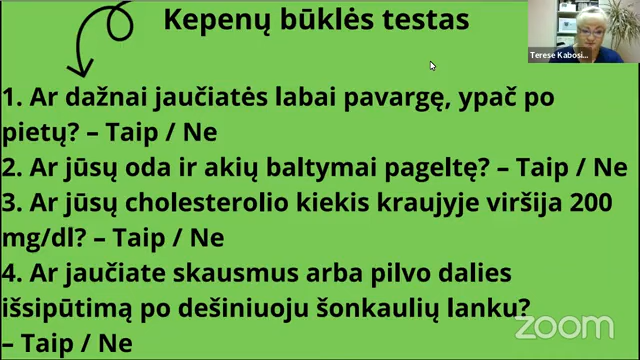 Kepenų būklės testas
Terese Kabosi...
1. Ar dažnai jaučiatės labai pavargę, ypač po
pietų? – Taip / Ne
2. Ar jūsų oda ir akių baltymai pageltę? – Taip / Ne
3. Ar jūsų cholesterolio kiekis kraujyje viršija 200
mg/dl? – Taip / Ne
4. Ar jaučiate skausmus arba pilvo dalies
išsipūtimą po dešiniuoju šonkaulių lanku?
– Taip / Ne
zoom